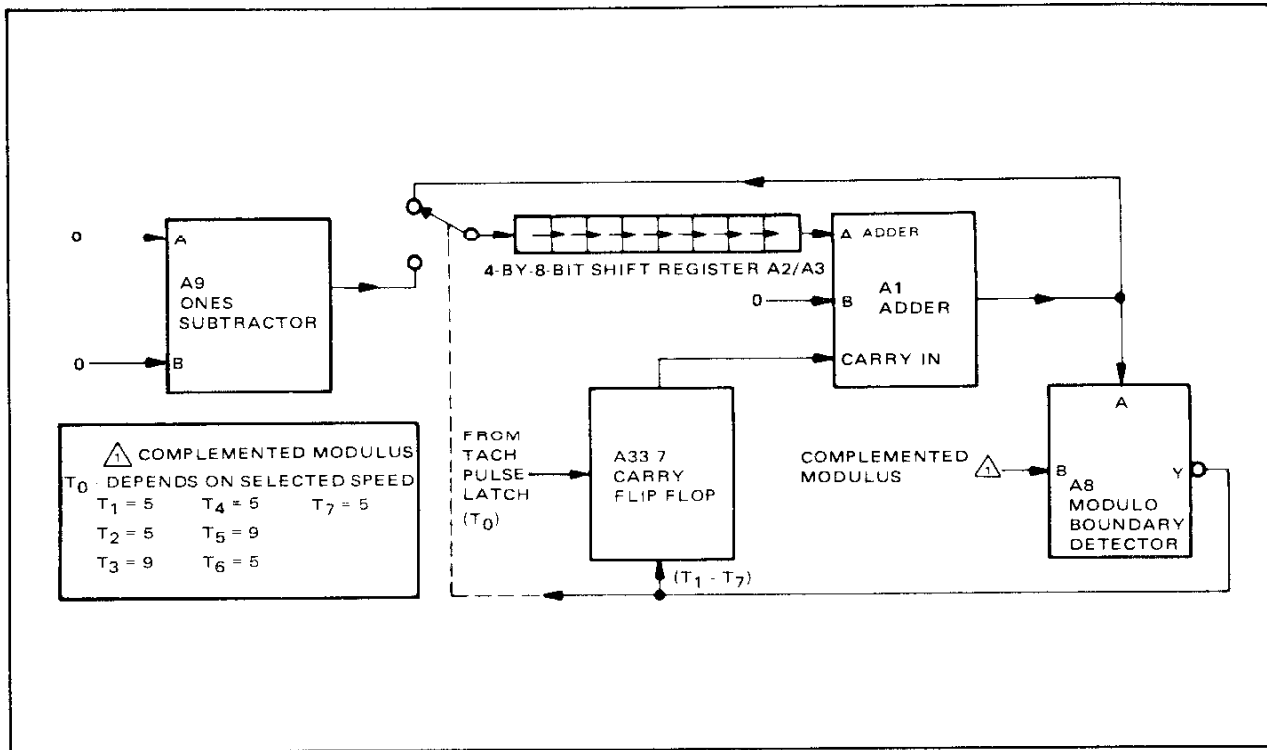 0
A
A9
ONES
SUBTRACTOR
0
B
4-BY-8-BIT SHIFT REGISTER A2/A3
A ADDER
0
B
A1
ADDER
CARRY IN
FROM
TACH
PULSE
LATCH
(T0)
A33 7
CARRY
FLIP FLOP
(T1 - T7)
COMPLEMENTED
MODULUS
1
A
B
Y
A8
MODULO
BOUNDARY
DETECTOR
1 COMPLEMENTED MODULUS
T0 DEPENDS ON SELECTED SPEED
T1 = 5 T4 = 5 T7 = 5
T2 = 5 T5 = 9
T3 = 9 T6 = 5